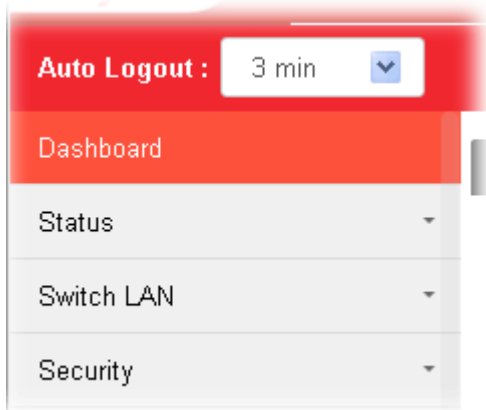 Auto Logout : 3 min
Dashboard
Status
Switch LAN
Security